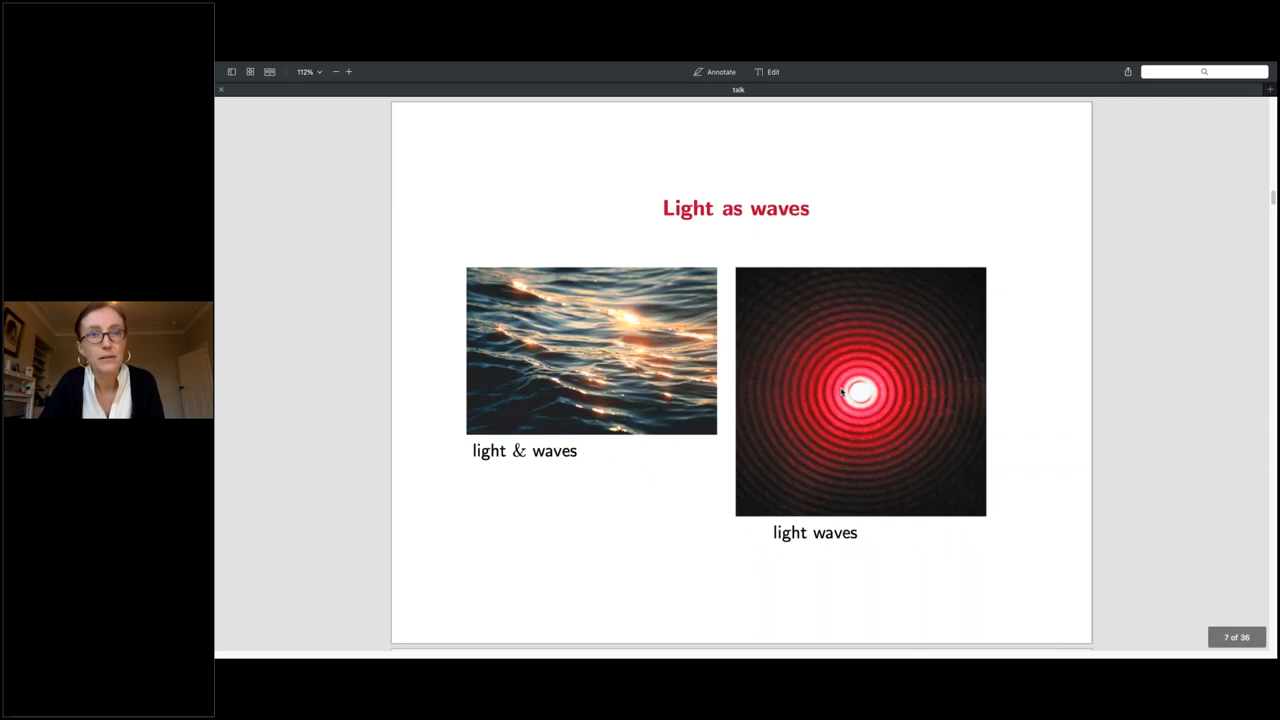 112%
Annotate
Edit
talk
Light as waves
light & waves
light waves
7 of 36